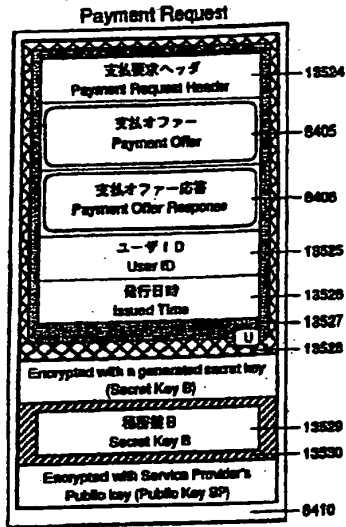 Payment Request
支払要求ヘッダ
Payment Request Header
13524
支払オファー
Payment Offer
6405
支払オファー応答
Payment Offer Response
6406
ユーザID
User ID
13525
発行日時
Issued Time
13526
13527
U
13528
Encrypted with a generated secret key
(Secret Key B)
秘密鍵B
Secret Key B
13529
13530
Encrypted with Service Provider's
Public key (Public Key SP)
6410